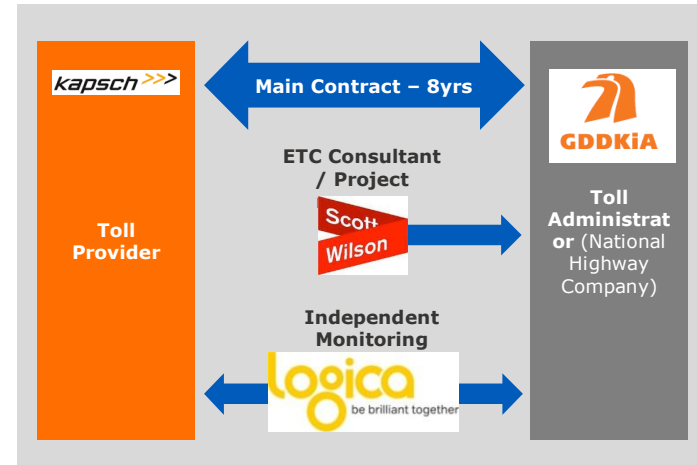 kapsch >>>
Main Contract – 8yrs
GDDKiA
ETC Consultant
/ Project
Scott
Wilson
Toll
Provider
Toll
Administrat
or (National
Highway
Company)
Independent
Monitoring
logica
be brilliant together